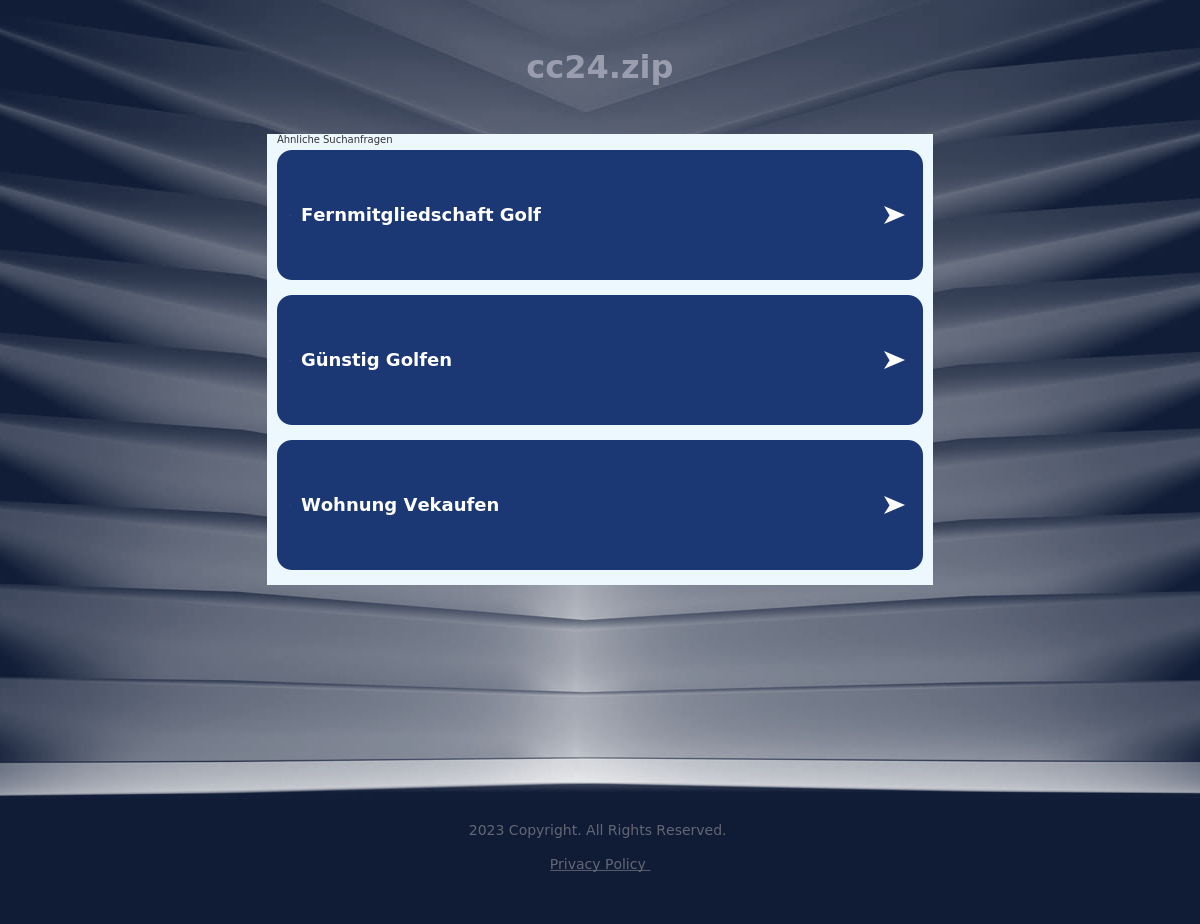 cc24.zip
Ähnliche Suchanfragen
Fernmitgliedschaft Golf
Günstig Golfen
Wohnung Vekaufen
2023 Copyright. All Rights Reserved.
Privacy Policy